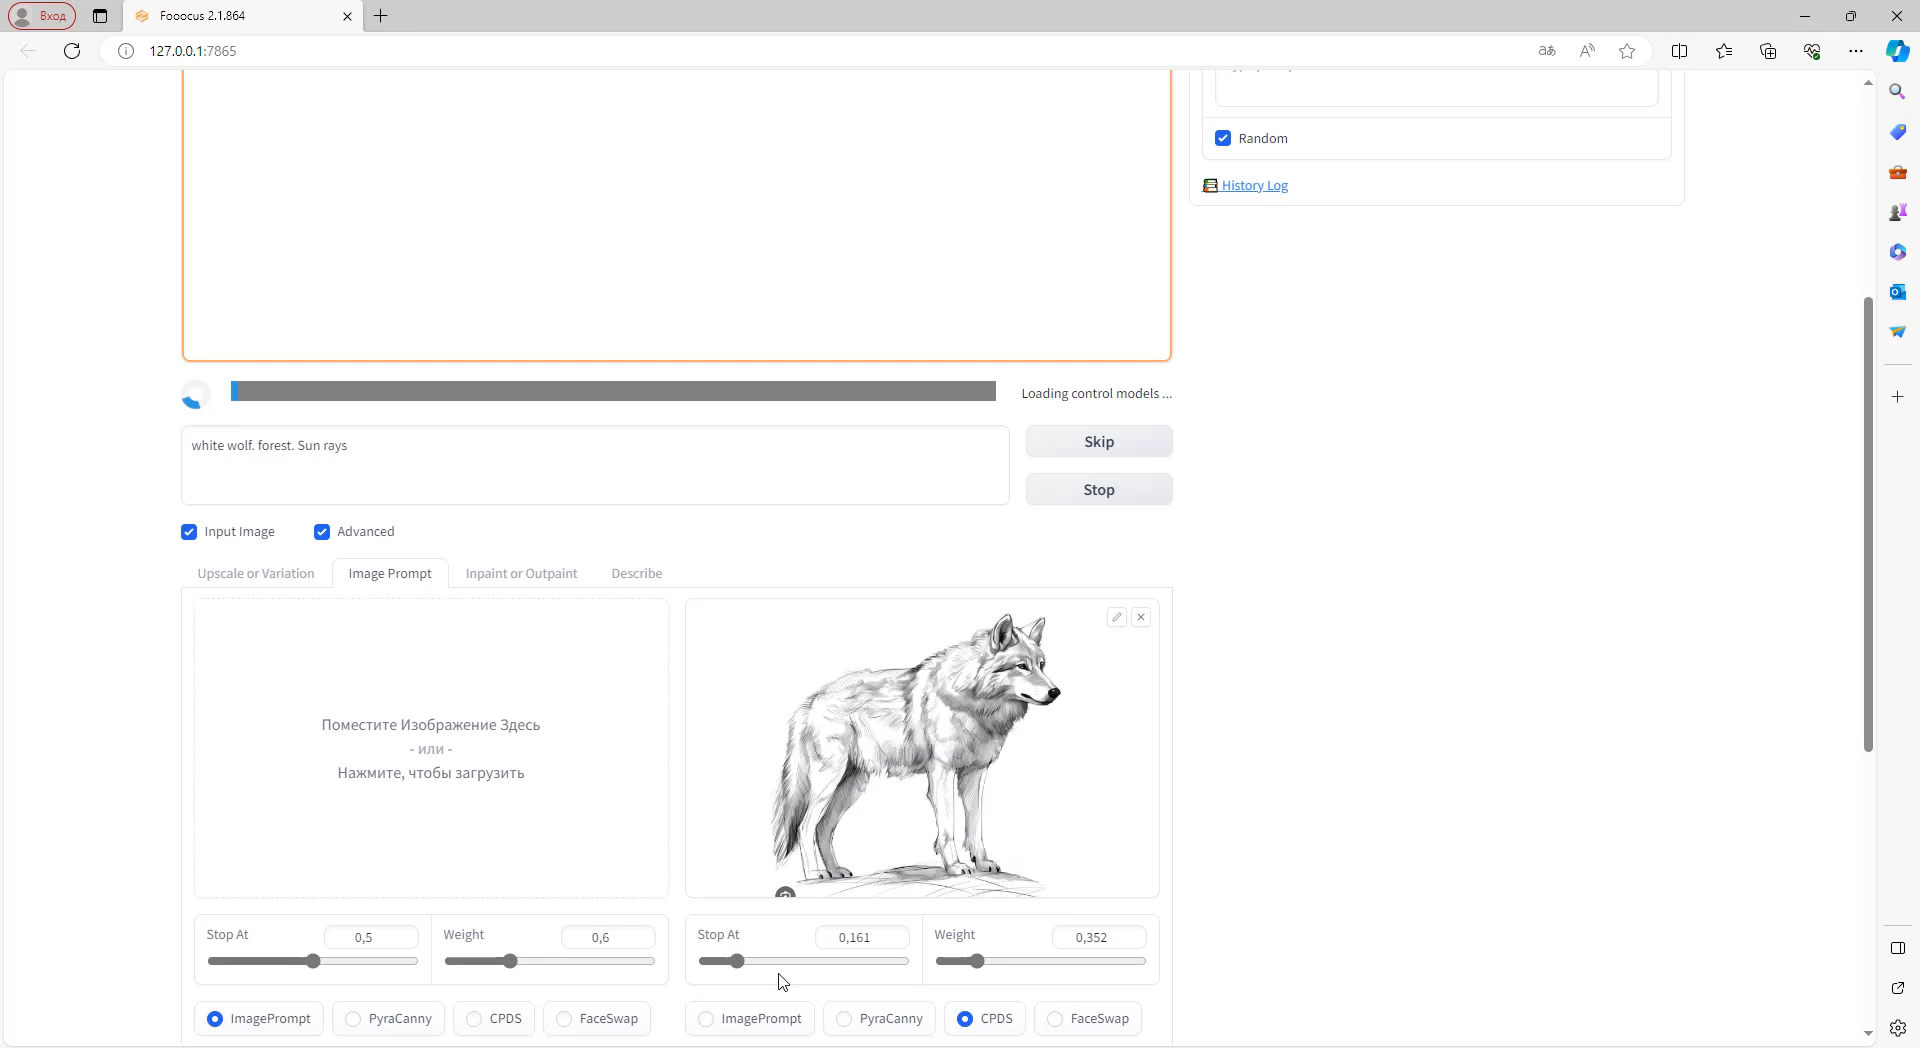 Вход
Fooocus 2.1.864
127.0.0.1:7865
аあ
Random
History Log
Loading control models ...
white wolf. forest. Sun rays
Skip
Stop
Input Image
Advanced
Upscale or Variation
Image Prompt
Inpaint or Outpaint
Describe
Поместите Изображение Здесь
- или -
Нажмите, чтобы загрузить
Stop At
0,5
Weight
0,6
Stop At
0,161
Weight
0,352
ImagePrompt
PyraCanny
CPDS
FaceSwap
ImagePrompt
PyraCanny
CPDS
FaceSwap